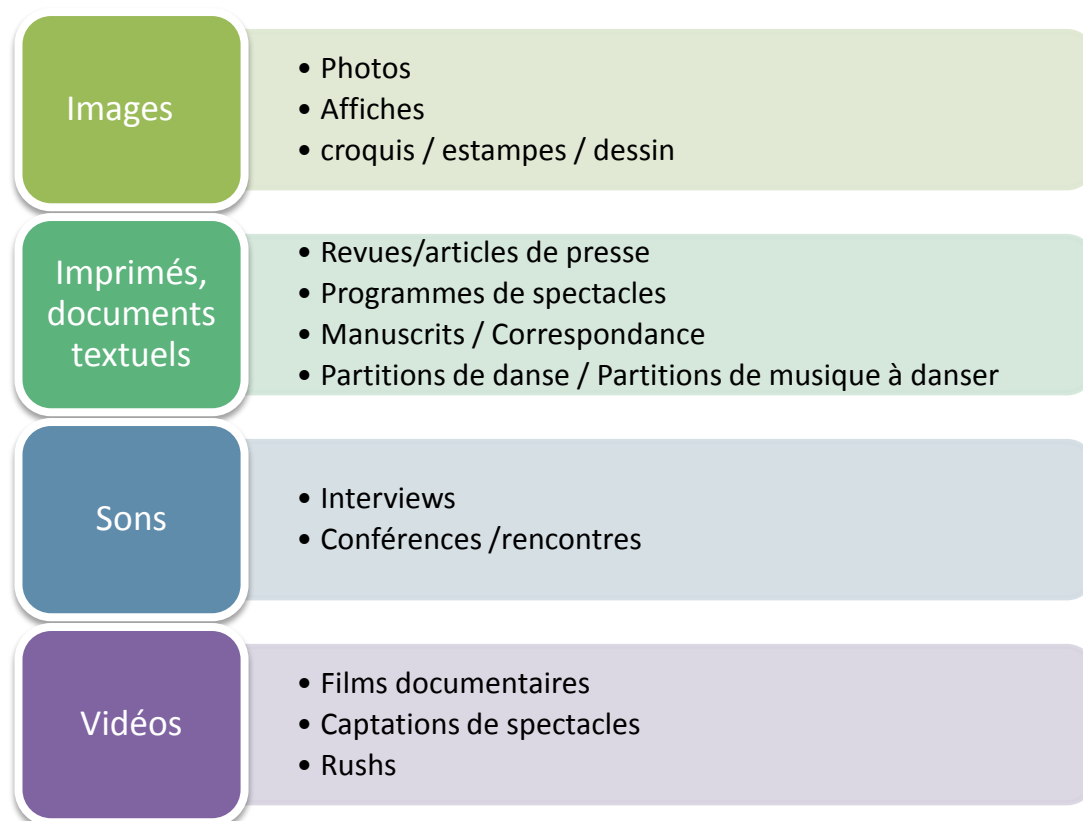 Images
• Photos
• Affiches
• croquis / estampes / dessin
Imprimés,
documents
textuels
• Revues/articles de presse
• Programmes de spectacles
• Manuscrits / Correspondance
• Partitions de danse / Partitions de musique à danser
Sons
• Interviews
• Conférences /rencontres
Vidéos
• Films documentaires
• Captations de spectacles
• Rushs